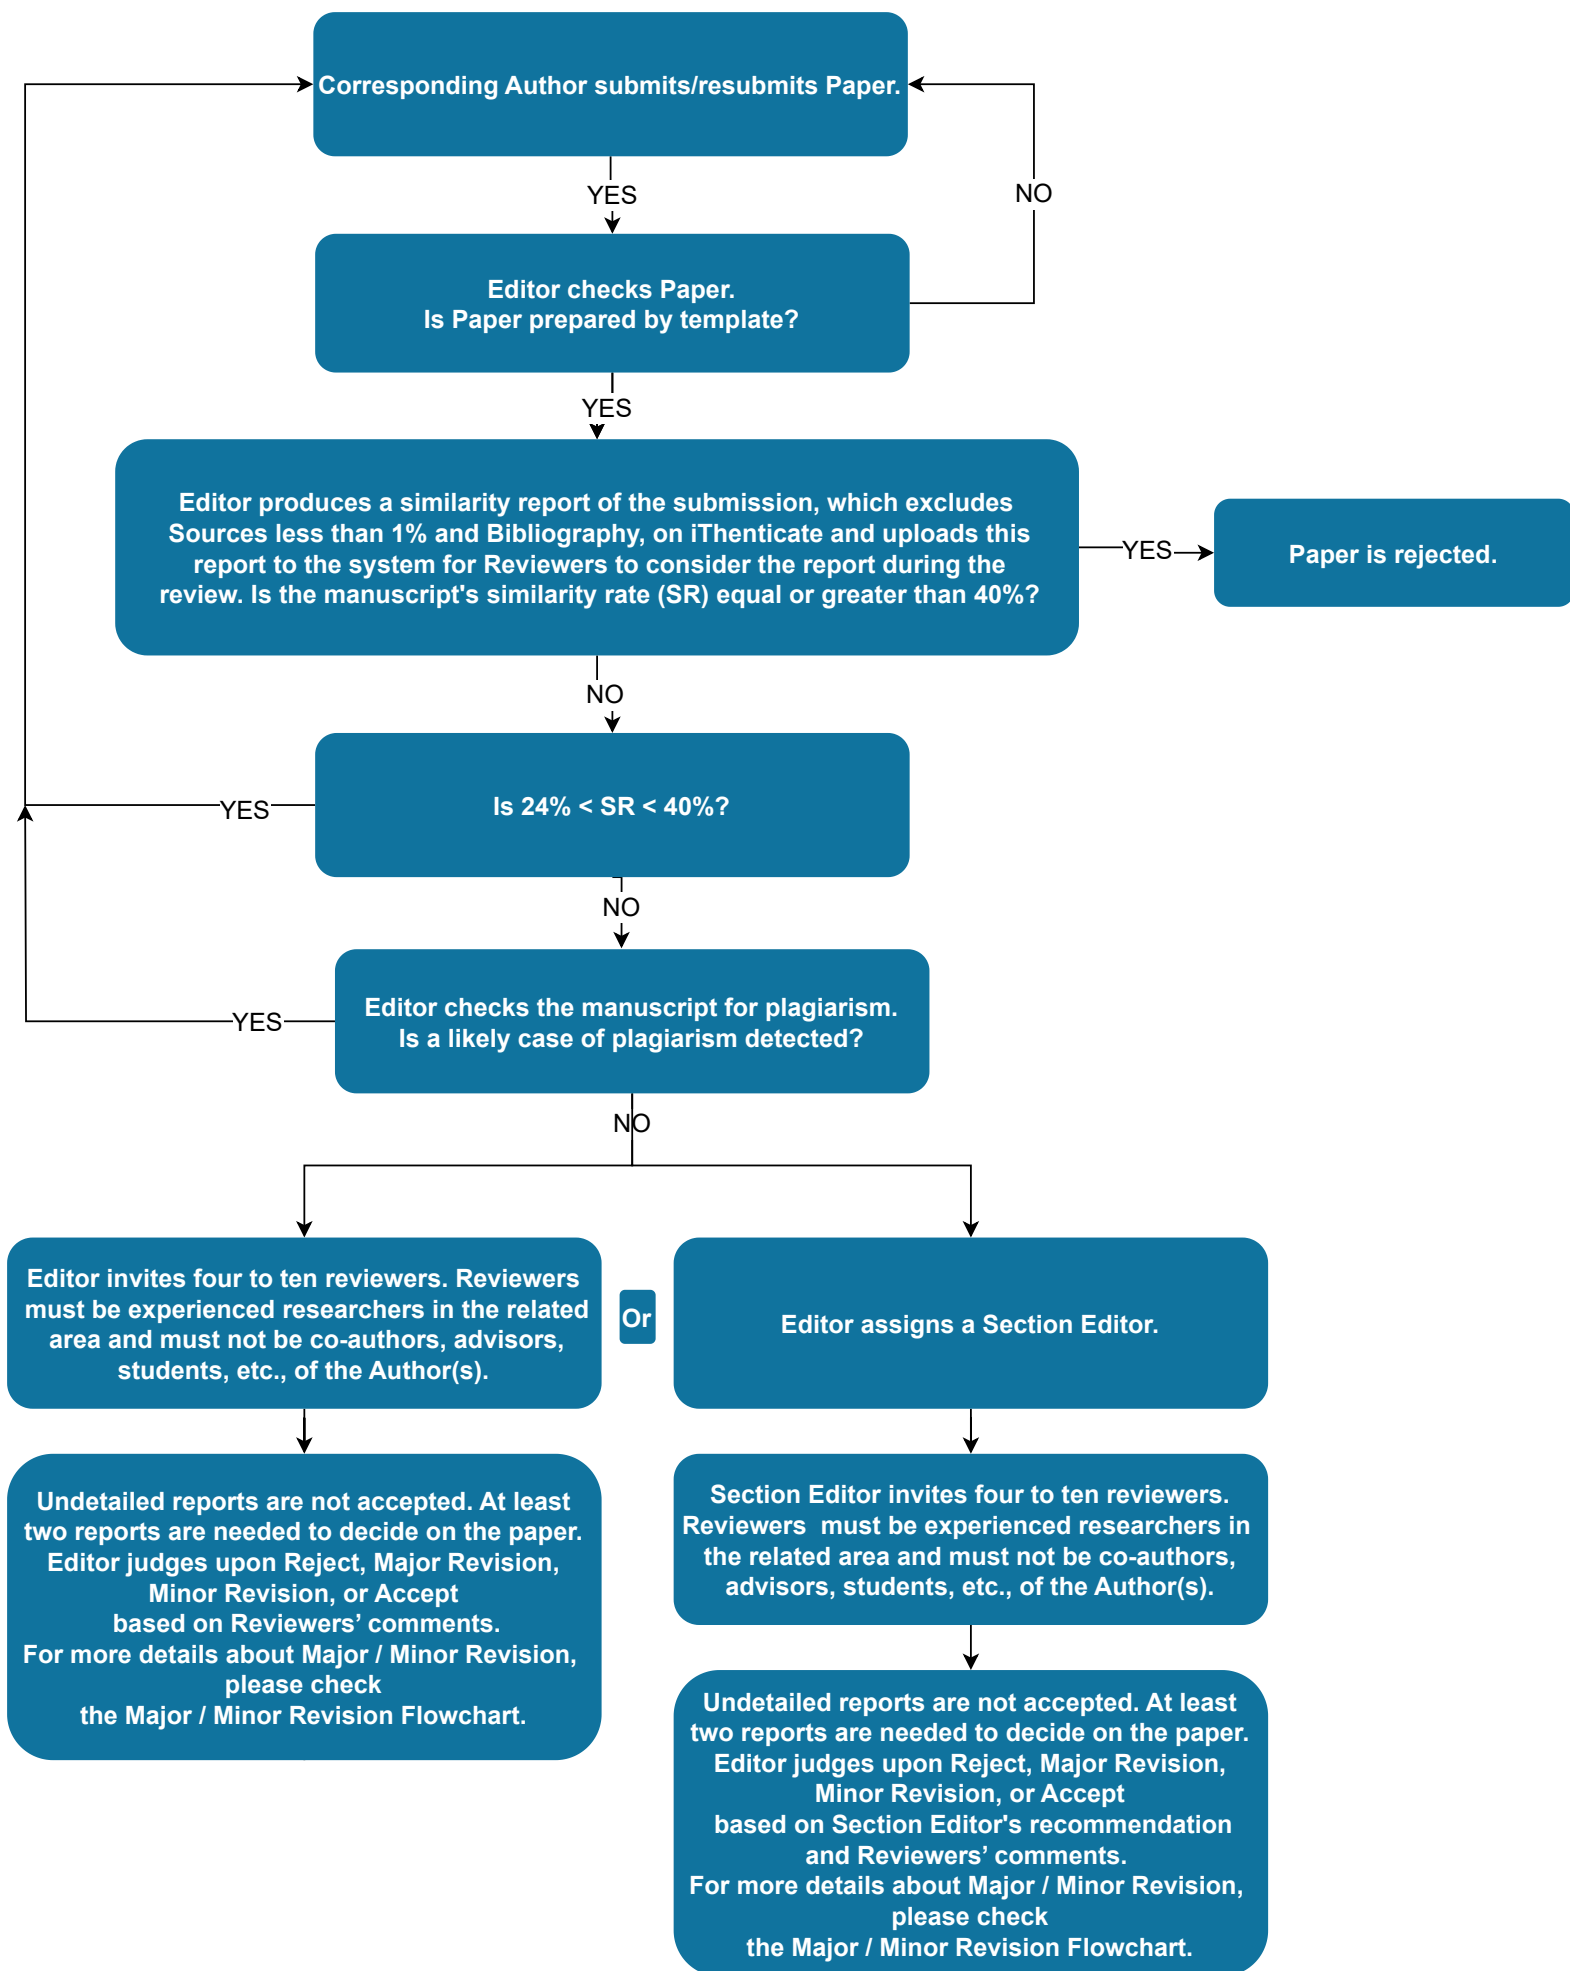 Corresponding Author submits/resubmits Paper.
YES
NO
Editor checks Paper.
Is Paper prepared by template?
YES
Editor produces a similarity report of the submission, which excludes
Sources less than 1% and Bibliography, on iThenticate and uploads this
report to the system for Reviewers to consider the report during the
review. Is the manuscript's similarity rate (SR) equal or greater than 40%?
YES
Paper is rejected.
NO
Is 24% < SR < 40%?
YES
NO
Editor checks the manuscript for plagiarism.
Is a likely case of plagiarism detected?
YES
NO
Editor invites four to ten reviewers. Reviewers
must be experienced researchers in the related
area and must not be co-authors, advisors,
students, etc., of the Author(s).
Or
Editor assigns a Section Editor.
Undetailed reports are not accepted. At least
two reports are needed to decide on the paper.
Editor judges upon Reject, Major Revision,
Minor Revision, or Accept
based on Reviewers’ comments.
For more details about Major / Minor Revision,
please check
the Major / Minor Revision Flowchart.
Section Editor invites four to ten reviewers.
Reviewers  must be experienced researchers in
the related area and must not be co-authors,
advisors, students, etc., of the Author(s).
Undetailed reports are not accepted. At least
two reports are needed to decide on the paper.
Editor judges upon Reject, Major Revision,
Minor Revision, or Accept
based on Section Editor's recommendation
and Reviewers’ comments.
For more details about Major / Minor Revision,
please check
the Major / Minor Revision Flowchart.